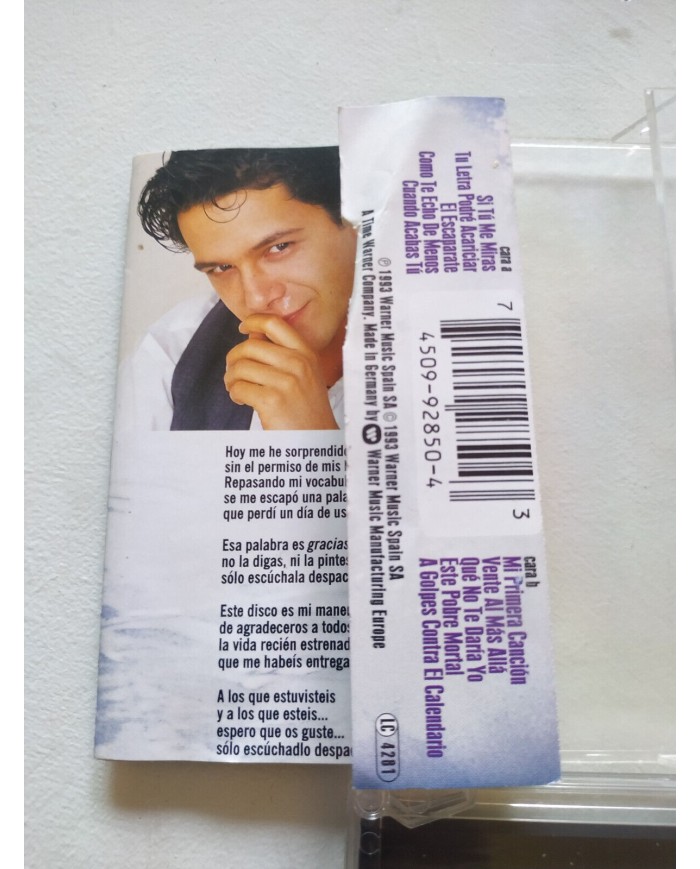 Hoy me he sorprendido
sin el permiso de mis
Repasando mi vocabu
se me escapó una pala
que perdí un día de us
Esa palabra es gracias
no la digas, ni la pintes
sólo escúchala despac
Este disco es mi mane
de agradeceros a todo
la vida recién estrenad
que me habéis entrega
A los que estuvisteis
y a los que esteis...
espero que os guste...
sólo escúchadlo despa
cara a
Si Tú Me Miras
Tu Letra Podré Acariciar
El Escaparate
Como Te Echo De Menos
Cuando Acabas Tú
7
4509-92850-4
3
cara b
Mi Primera Canción
Vente Al Más Allá
Qué No Te Daría Yo
Este Pobre Mortal
A Golpes Contra El Calendario
℗ 1993 Warner Music Spain SA © 1993 Warner Music Spain SA
A Time Warner Company. Made in Germany by Warner Music Manufacturing Europe
LC 4281